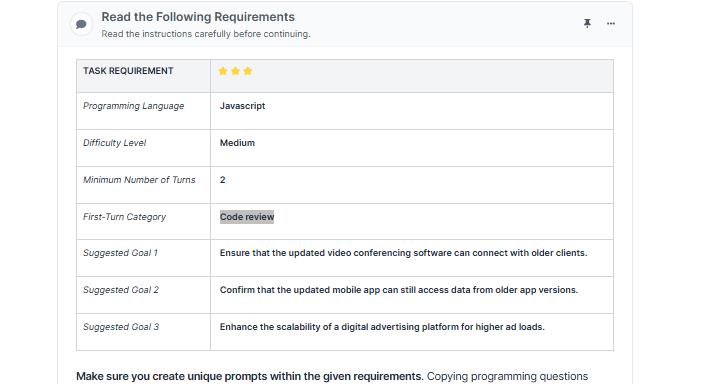 Read the Following Requirements
Read the instructions carefully before continuing.
TASK REQUIREMENT
Programming Language Javascript
Difficulty Level Medium
Minimum Number of Turns 2
First-Turn Category Code review
Suggested Goal 1 Ensure that the updated video conferencing software can connect with older clients.
Suggested Goal 2 Confirm that the updated mobile app can still access data from older app versions.
Suggested Goal 3 Enhance the scalability of a digital advertising platform for higher ad loads.
Make sure you create unique prompts within the given requirements. Copying programming questions